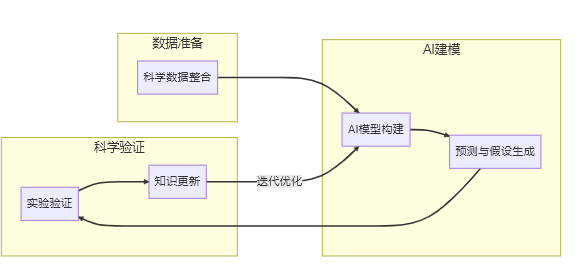 数据准备
科学数据整合
AI建模
AI模型构建
预测与假设生成
科学验证
知识更新
迭代优化
实验验证